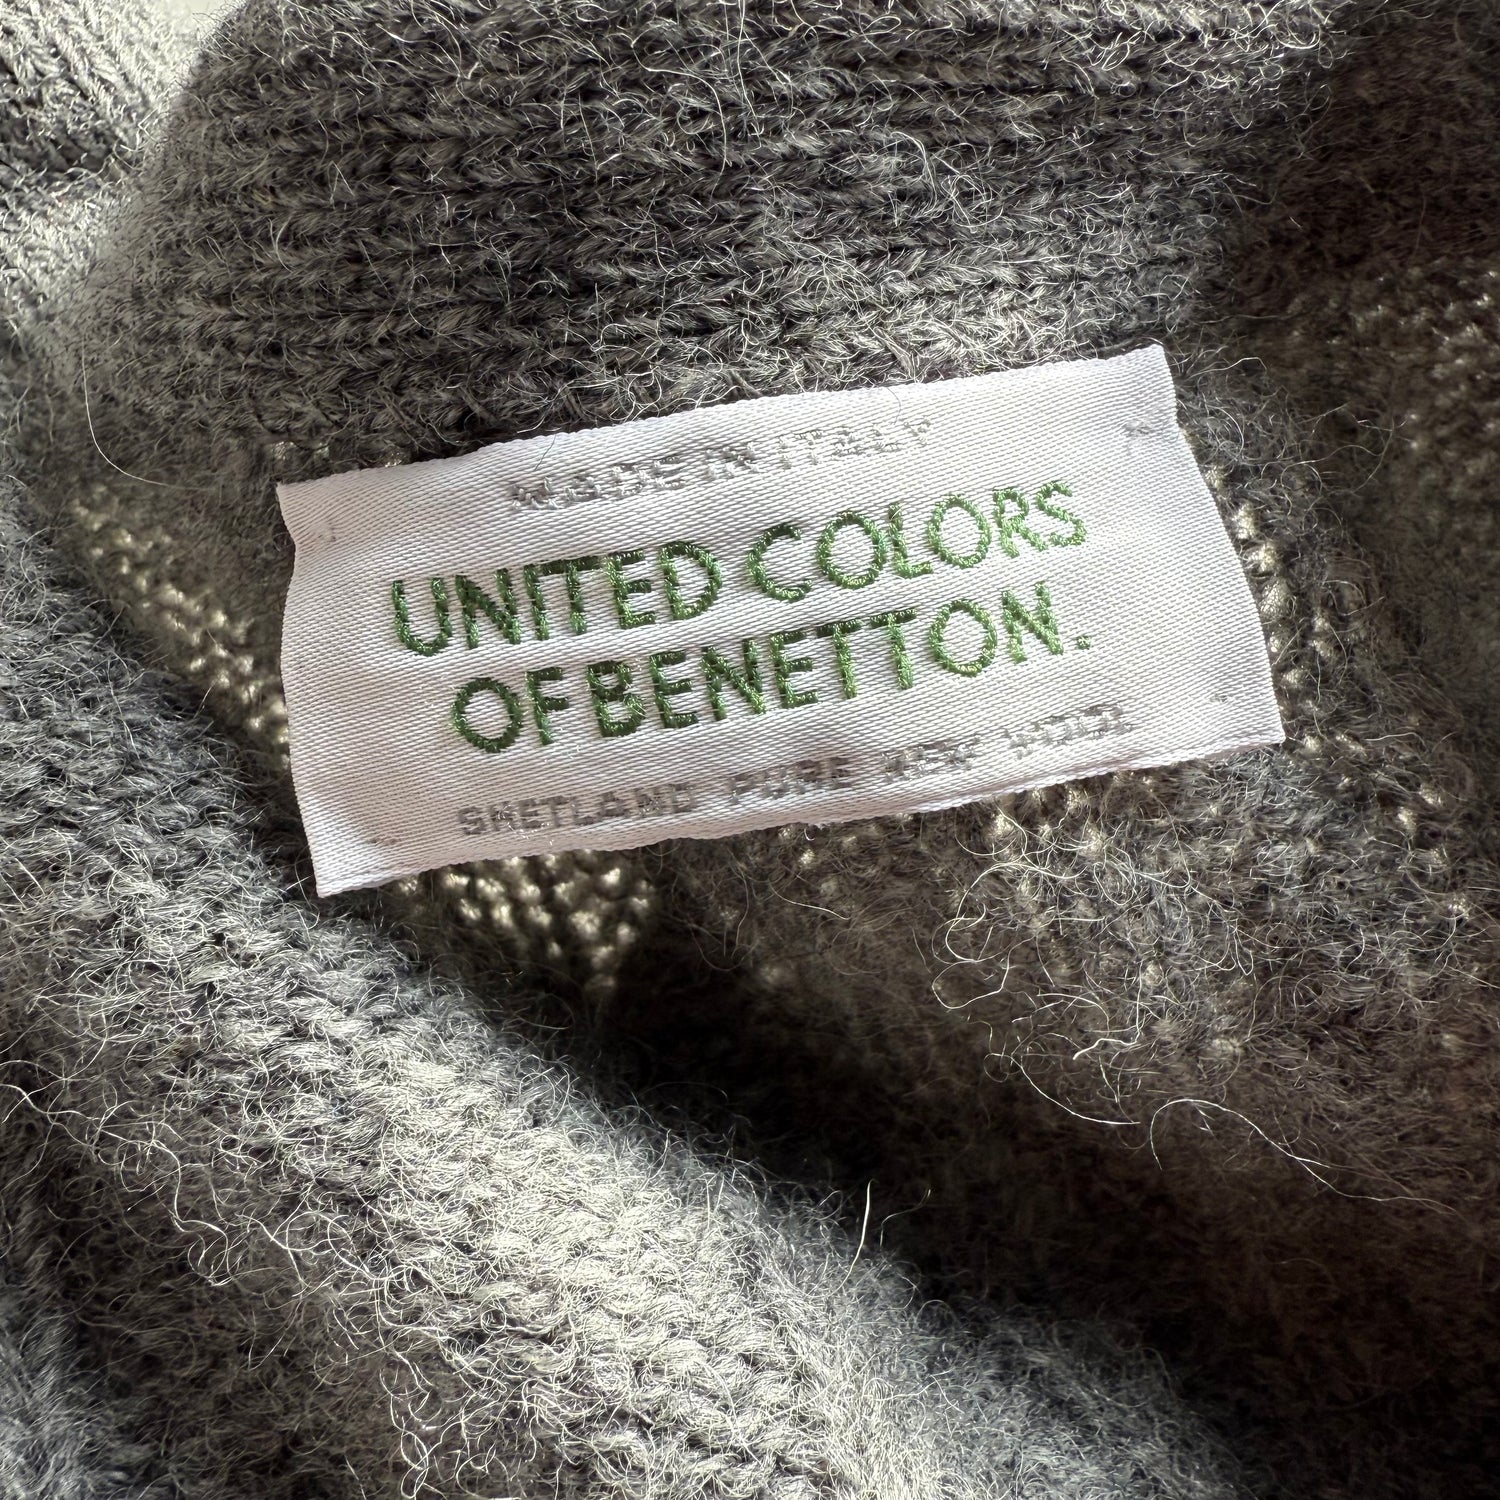 MADE IN ITALY
UNITED COLORS
OF BENETTON.
SHETLAND PURE NEW WOOL